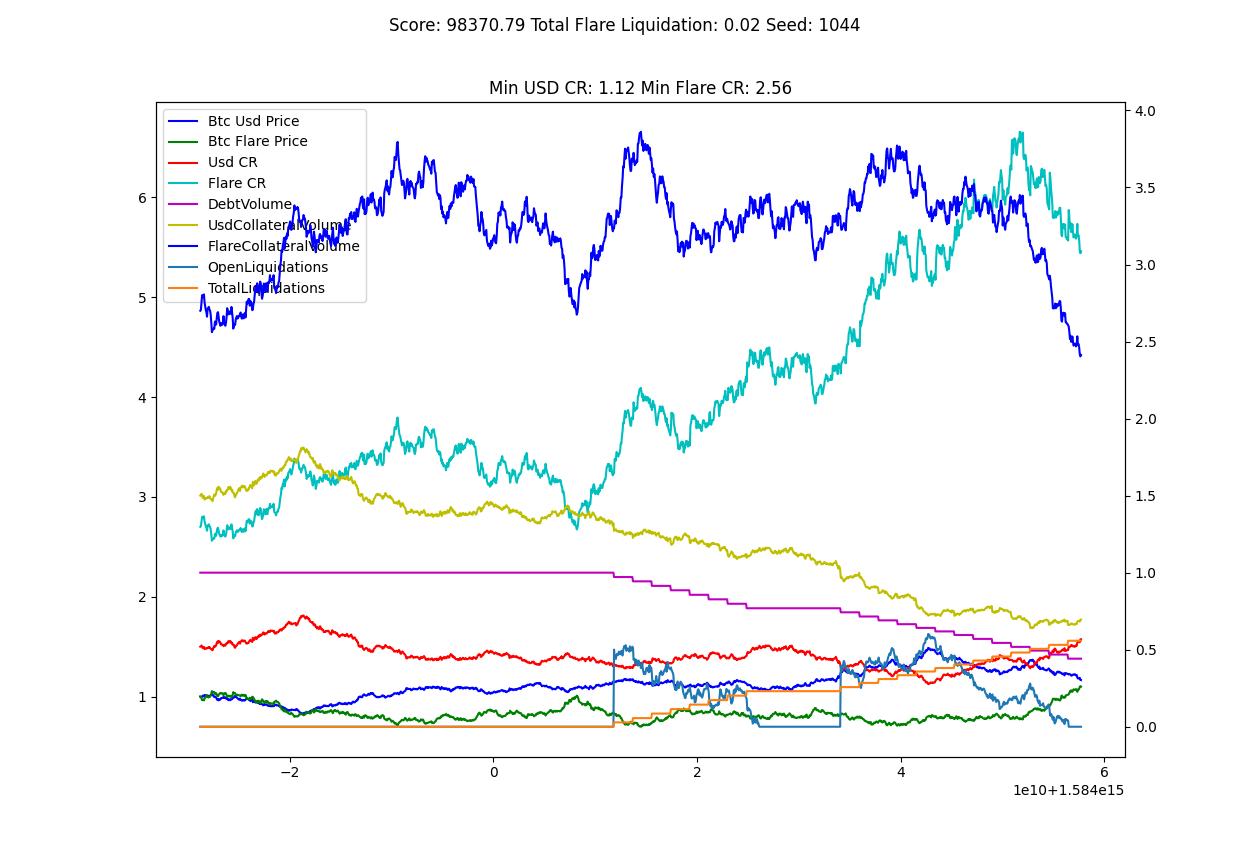 Score: 98370.79 Total Flare Liquidation: 0.02 Seed: 1044
Min USD CR: 1.12 Min Flare CR: 2.56
Btc Usd Price
Btc Flare Price
Usd CR
Flare CR
DebtVolume
UsdCollateralVolume
FlareCollateralVolume
OpenLiquidations
TotalLiquidations
6
5
4
3
2
1
4.0
3.5
3.0
2.5
2.0
1.5
1.0
0.5
0.0
−2 0 2 4 6
1e10+1.584e15